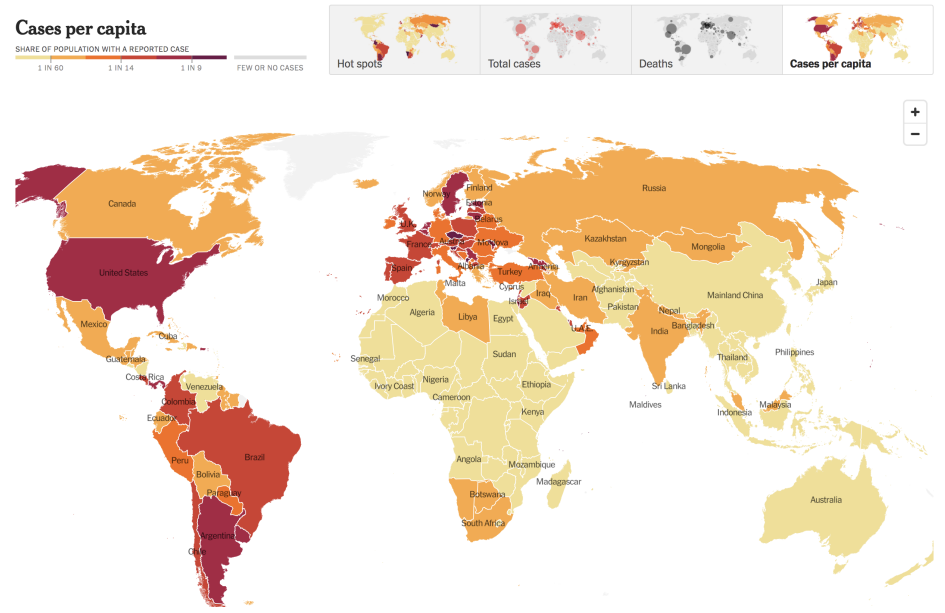 Cases per capita
SHARE OF POPULATION WITH A REPORTED CASE
1 IN 60
1 IN 14
1 IN 9
FEW OR NO CASES
Hot spots
Total cases
Deaths
Cases per capita
+
−
Russia
Canada
Norway
Finland
Estonia
U.K.
Belarus
Kazakhstan
Mongolia
France
Austria
Moldova
United States
Spain
Albania
Turkey
Armenia
Kyrgyzstan
Malta
Cyprus
Mainland China
Japan
Morocco
Israel
Iraq
Iran
Afghanistan
Mexico
Algeria
Libya
Egypt
Pakistan
Nepal
Cuba
U.A.E.
India
Bangladesh
Guatemala
Senegal
Sudan
Thailand
Philippines
Costa Rica
Venezuela
Ivory Coast
Nigeria
Ethiopia
Sri Lanka
Colombia
Cameroon
Maldives
Malaysia
Ecuador
Kenya
Indonesia
Peru
Brazil
Angola
Mozambique
Bolivia
Madagascar
Paraguay
Botswana
Australia
South Africa
Argentina
Chile